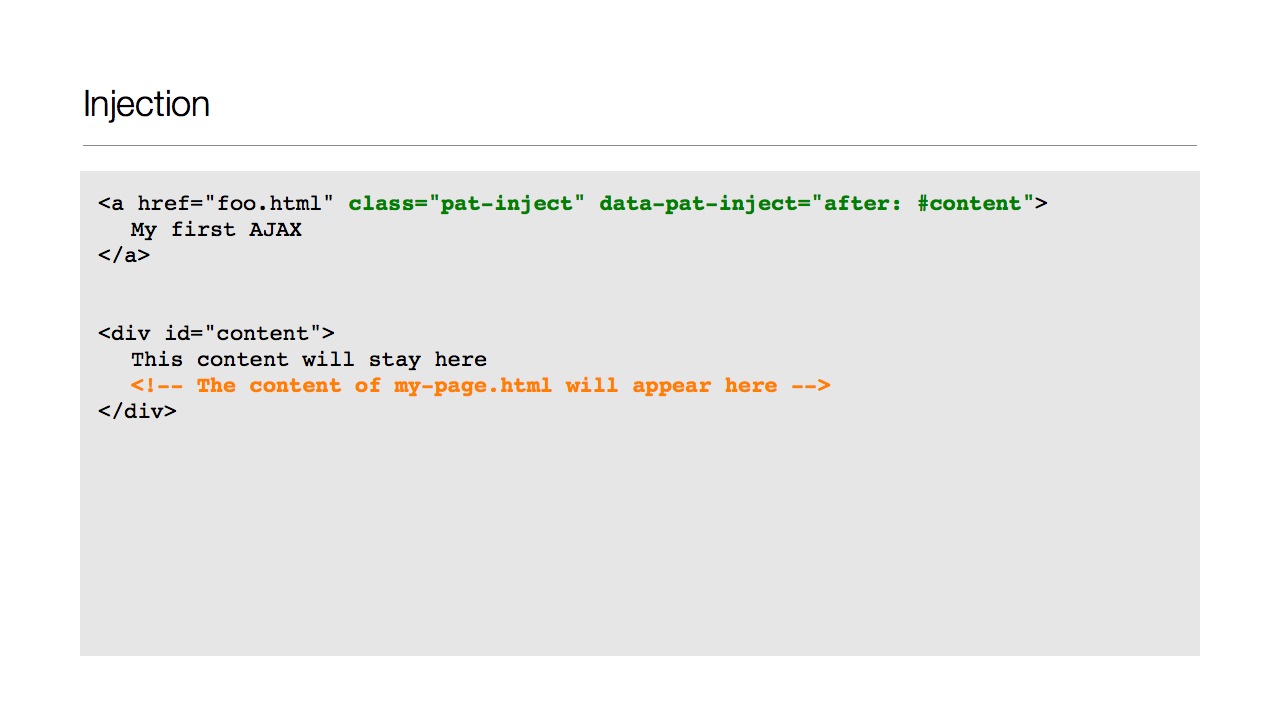 Injection
<a href="foo.html" class="pat-inject" data-pat-inject="after: #content">
My first AJAX
</a>
<div id="content">
This content will stay here
<!-- The content of my-page.html will appear here -->
</div>